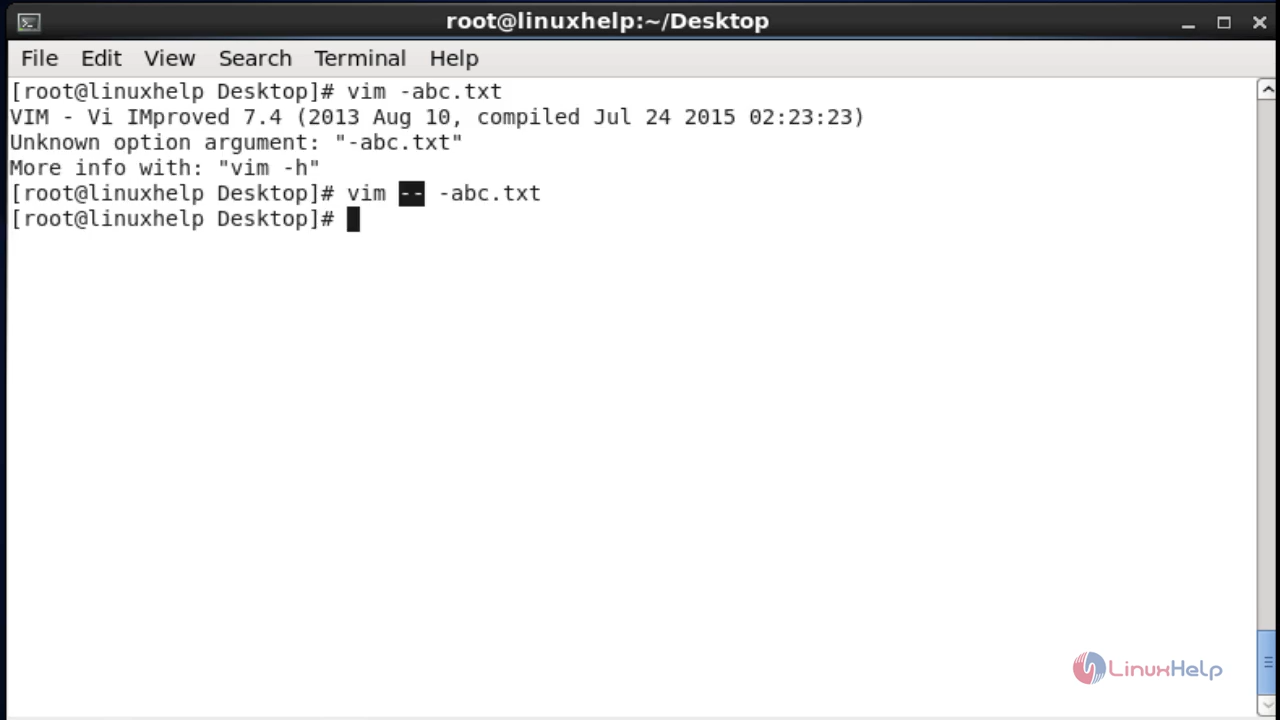 root@linuxhelp:~/Desktop
File Edit View Search Terminal Help
[root@linuxhelp Desktop]# vim -abc.txt
VIM - Vi IMproved 7.4 (2013 Aug 10, compiled Jul 24 2015 02:23:23)
Unknown option argument: "-abc.txt"
More info with: "vim -h"
[root@linuxhelp Desktop]# vim -- -abc.txt
[root@linuxhelp Desktop]#
LinuxHelp